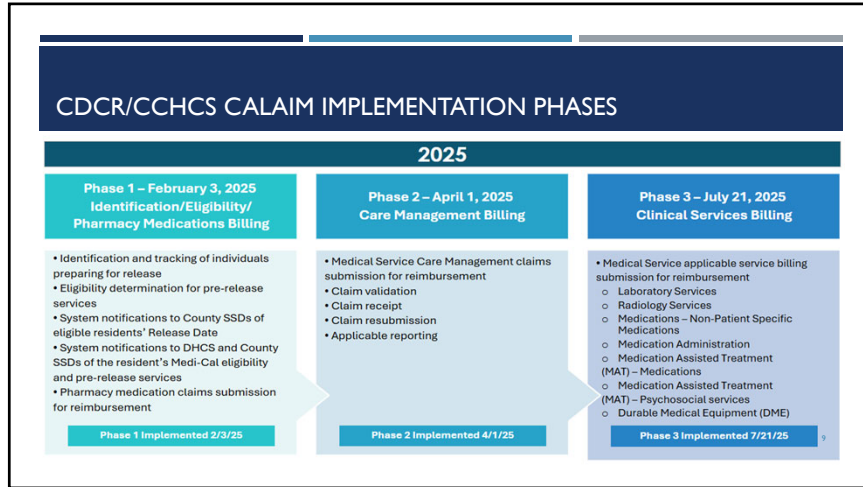 CDCR/CCHCS CALAIM IMPLEMENTATION PHASES
2025
Phase 1 – February 3, 2025
Identification/Eligibility/
Pharmacy Medications Billing
• Identification and tracking of individuals
preparing for release
• Eligibility determination for pre-release
services
• System notifications to County SSDs of
eligible residents' Release Date
• System notifications to DHCS and County
SSDs of the resident's Medi-Cal eligibility
and pre-release services
• Pharmacy medication claims submission
for reimbursement
Phase 1 Implemented 2/3/25
Phase 2 – April 1, 2025
Care Management Billing
• Medical Service Care Management claims
submission for reimbursement
• Claim validation
• Claim receipt
• Claim resubmission
• Applicable reporting
Phase 2 Implemented 4/1/25
Phase 3 – July 21, 2025
Clinical Services Billing
• Medical Service applicable service billing
submission for reimbursement
o Laboratory Services
o Radiology Services
o Medications – Non-Patient Specific
Medications
o Medication Administration
o Medication Assisted Treatment
(MAT) – Medications
o Medication Assisted Treatment
(MAT) – Psychosocial services
o Durable Medical Equipment (DME)
Phase 3 Implemented 7/21/25
9